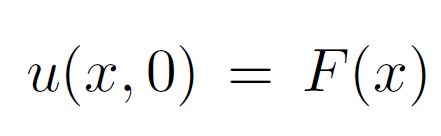 u(x, 0) = F(x)